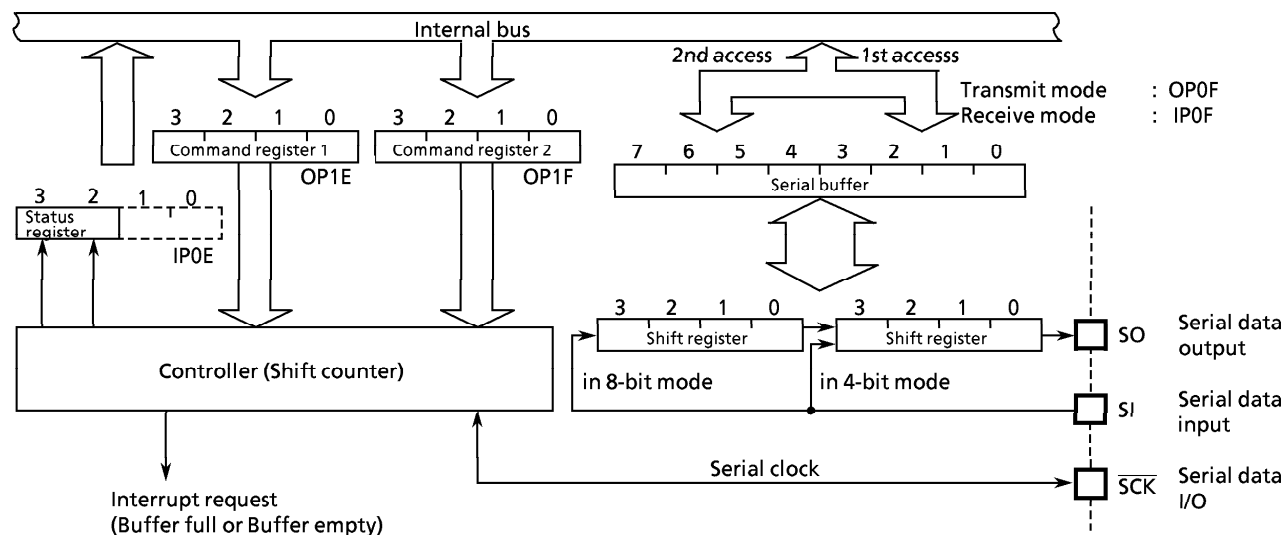 Internal bus
2nd access 1st accesss
Transmit mode : OP0F
Receive mode : IP0F
3 2 1 0
Command register 1
OP1E
3 2 1 0
Command register 2
OP1F
7 6 5 4 3 2 1 0
Serial buffer
3 2 1 0
Status
register
IP0E
3 2 1 0
Shift register
3 2 1 0
Shift register
SO Serial data
output
Controller (Shift counter)
in 8-bit mode
in 4-bit mode
SI Serial data
input
Serial clock
SCK Serial data
I/O
Interrupt request
(Buffer full or Buffer empty)